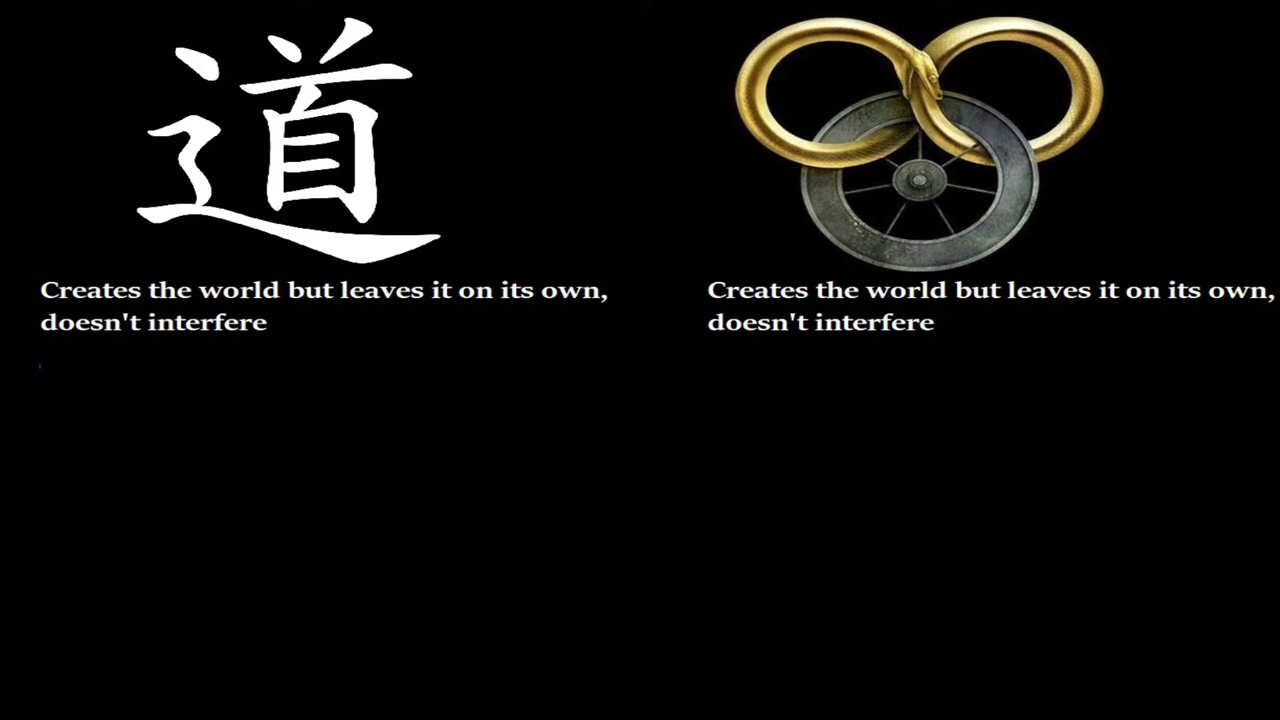 道
Creates the world but leaves it on its own,
doesn't interfere
Creates the world but leaves it on its own,
doesn't interfere